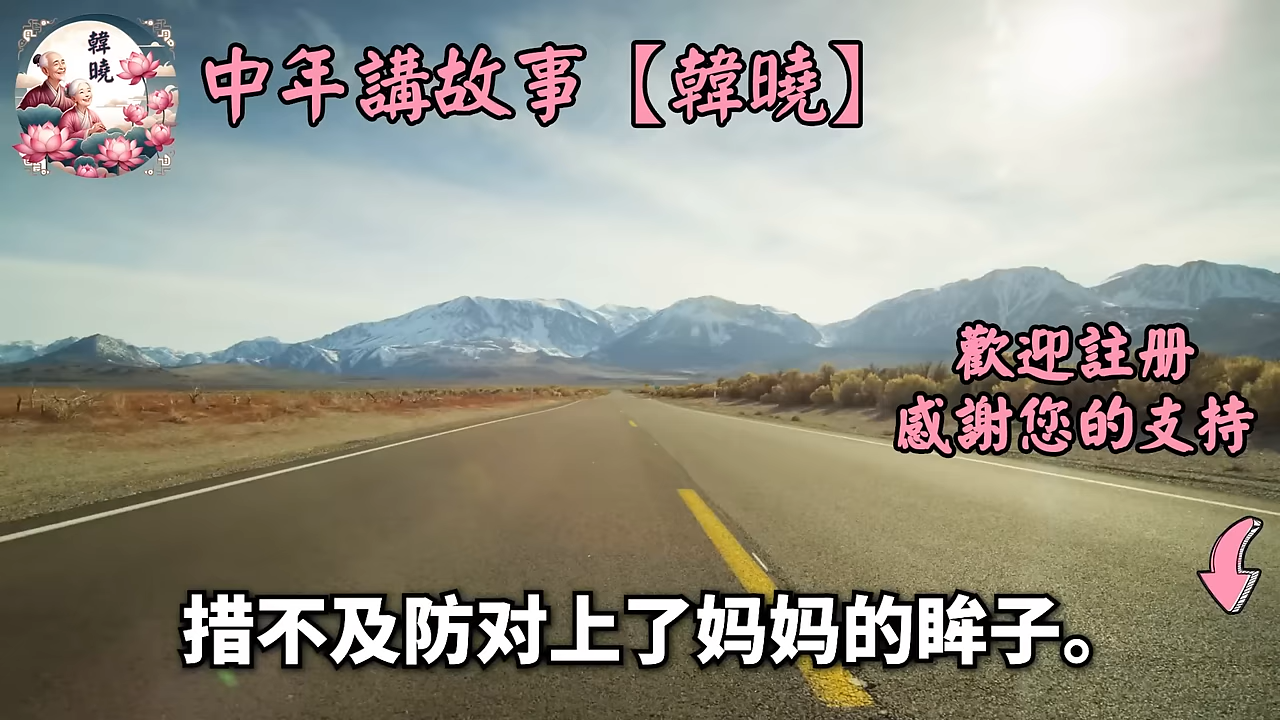 韓
曉
中年講故事【韓曉】
歡迎註册
感謝您的支持
措不及防对上了妈妈的眸子。